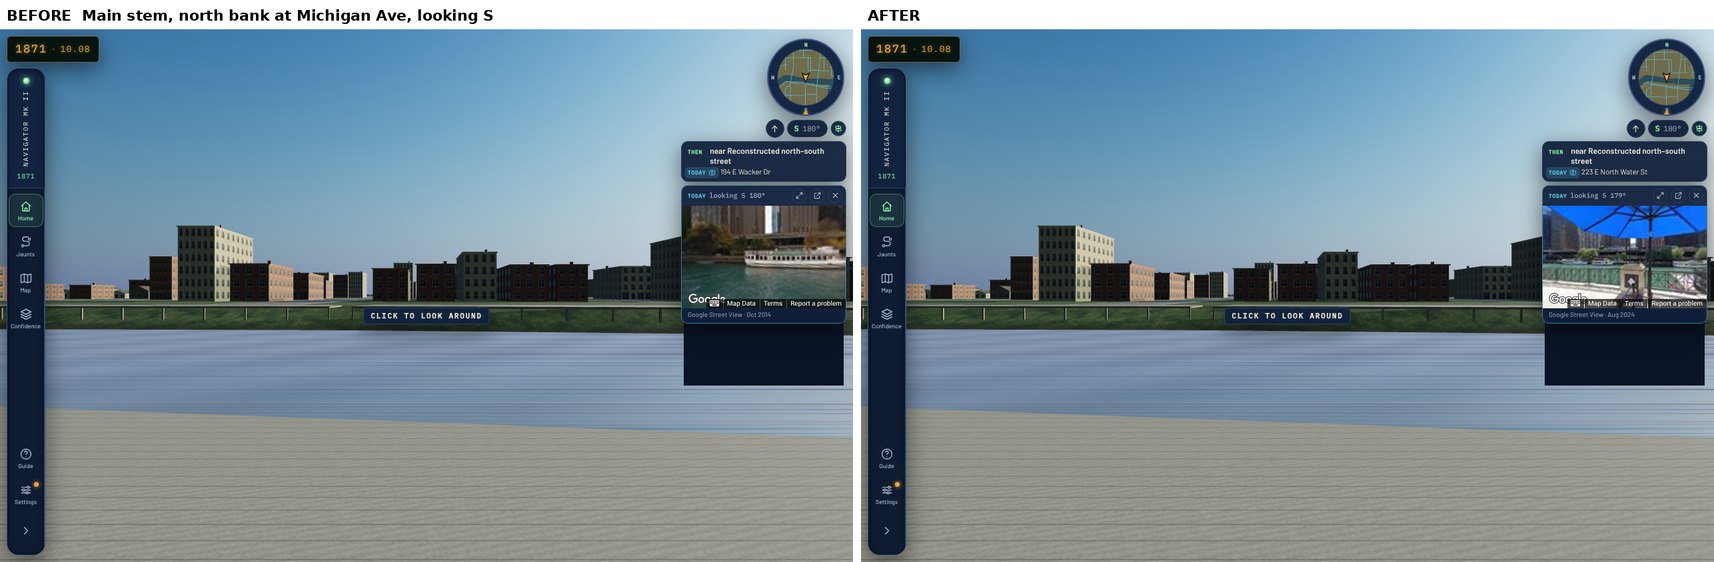 BEFORE Main stem, north bank at Michigan Ave, looking S
1871 · 10.08
NAVIGATOR MK II
1871
Home
Jaunts
Map
Confidence
Guide
Settings
N
W
E
S
S 180°
THEN near Reconstructed north-south
street
TODAY 194 E Wacker Dr
TODAY looking S 180°
Google
Map Data
Terms
Report a problem
Google Street View · Oct 2014
CLICK TO LOOK AROUND
AFTER
1871 · 10.08
NAVIGATOR MK II
1871
Home
Jaunts
Map
Confidence
Guide
Settings
N
W
E
S
S 180°
THEN near Reconstructed north-south
street
TODAY 223 E North Water St
TODAY looking S 179°
Google
Map Data
Terms
Report a problem
Google Street View · Aug 2024
CLICK TO LOOK AROUND